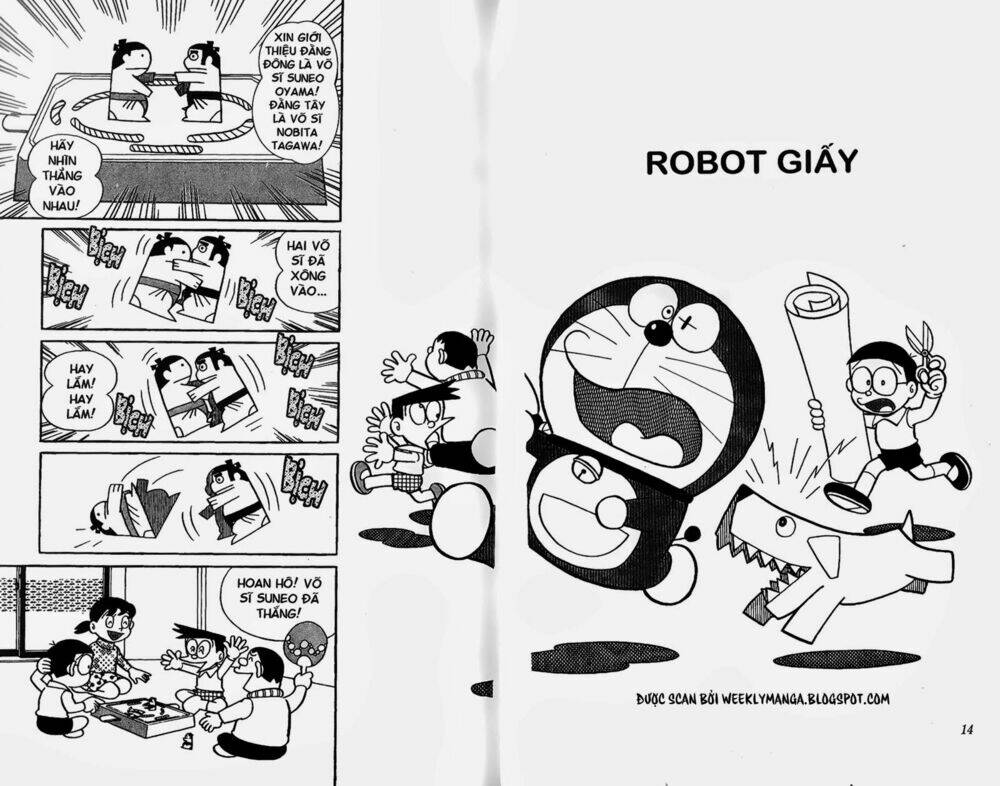 XIN GIỚI
THIỆU ĐẰNG
ĐÔNG LÀ VÕ
SĨ SUNEO
OYAMA!
ĐẰNG TÂY
LÀ VÕ SĨ
NOBITA
TAGAWA!
HÃY
NHÌN
THẲNG
VÀO
NHAU!
BỊCH
BỊCH
BỊCH
HAI VÕ
SĨ ĐÃ
XÔNG
VÀO...
HAY
LẮM!
HAY
LẮM!
BỊCH
BỊCH
BỊCH
BỊCH
HOAN HÔ! VÕ
SĨ SUNEO ĐÃ
THẮNG!
ROBOT GIẤY
ĐƯỢC SCAN BỞI WEEKLYMANGA.BLOGSPOT.COM
14